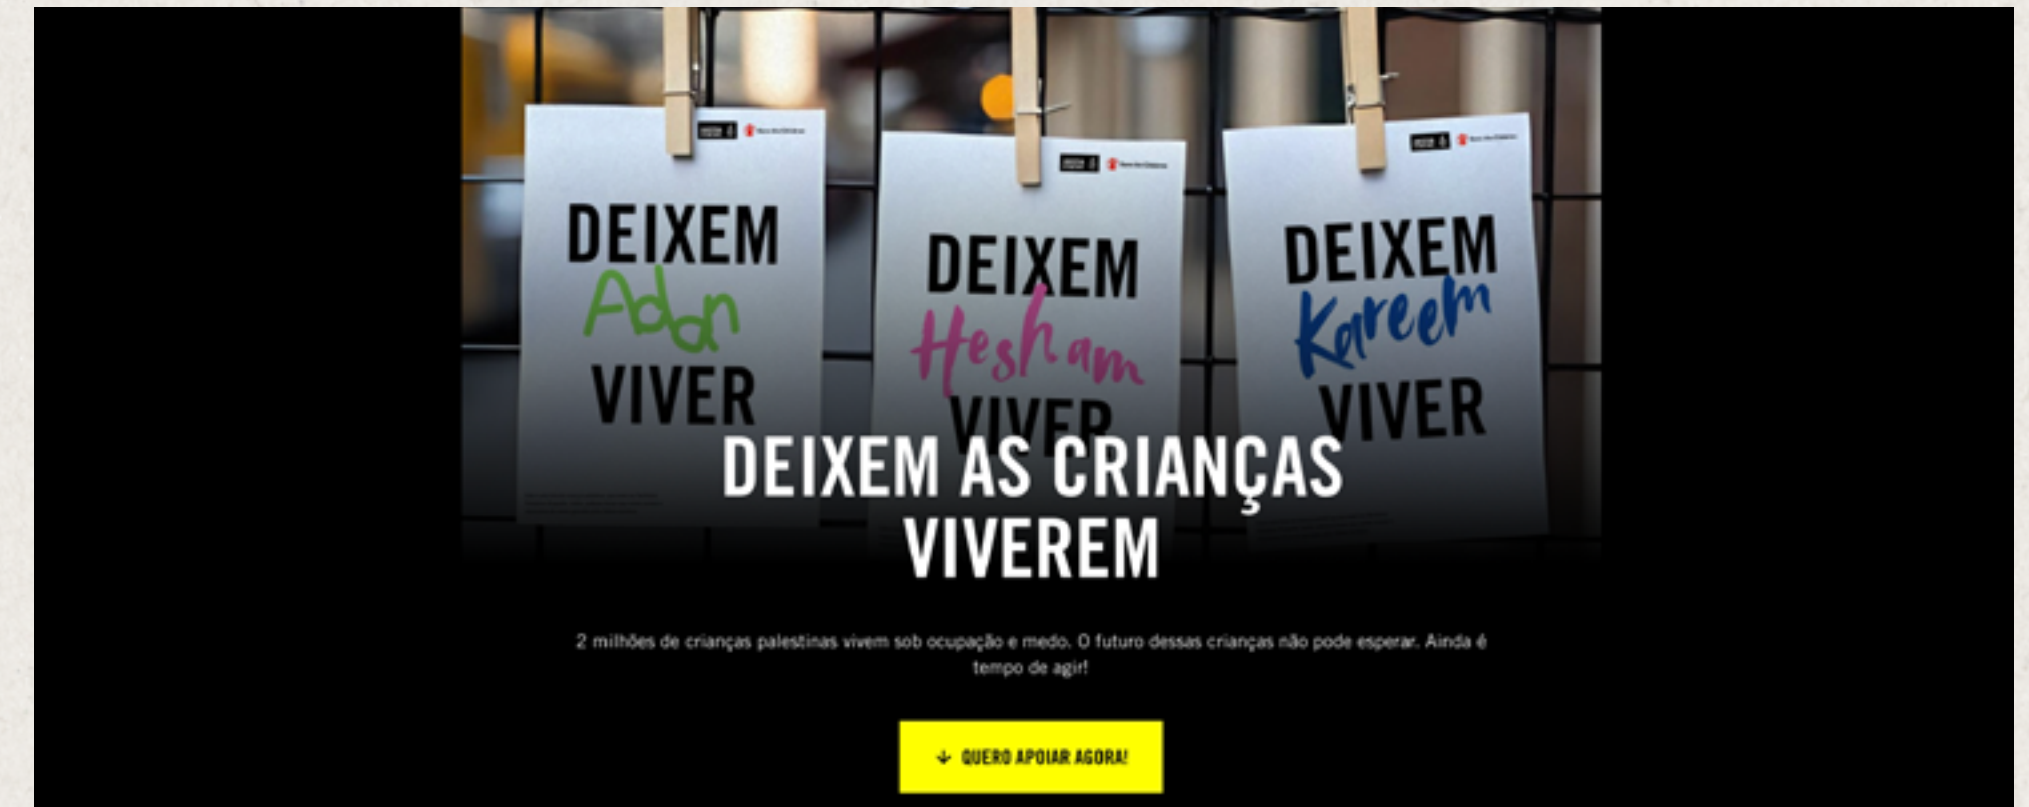 DEIXEM
Adan
VIVER
DEIXEM
Hesham
VIVER
DEIXEM
Kareem
VIVER
DEIXEM AS CRIANÇAS
VIVEREM
2 milhões de crianças palestinas vivem sob ocupação e medo. O futuro dessas crianças não pode esperar. Ainda é
tempo de agir!
↓ QUERO APOIAR AGORA!